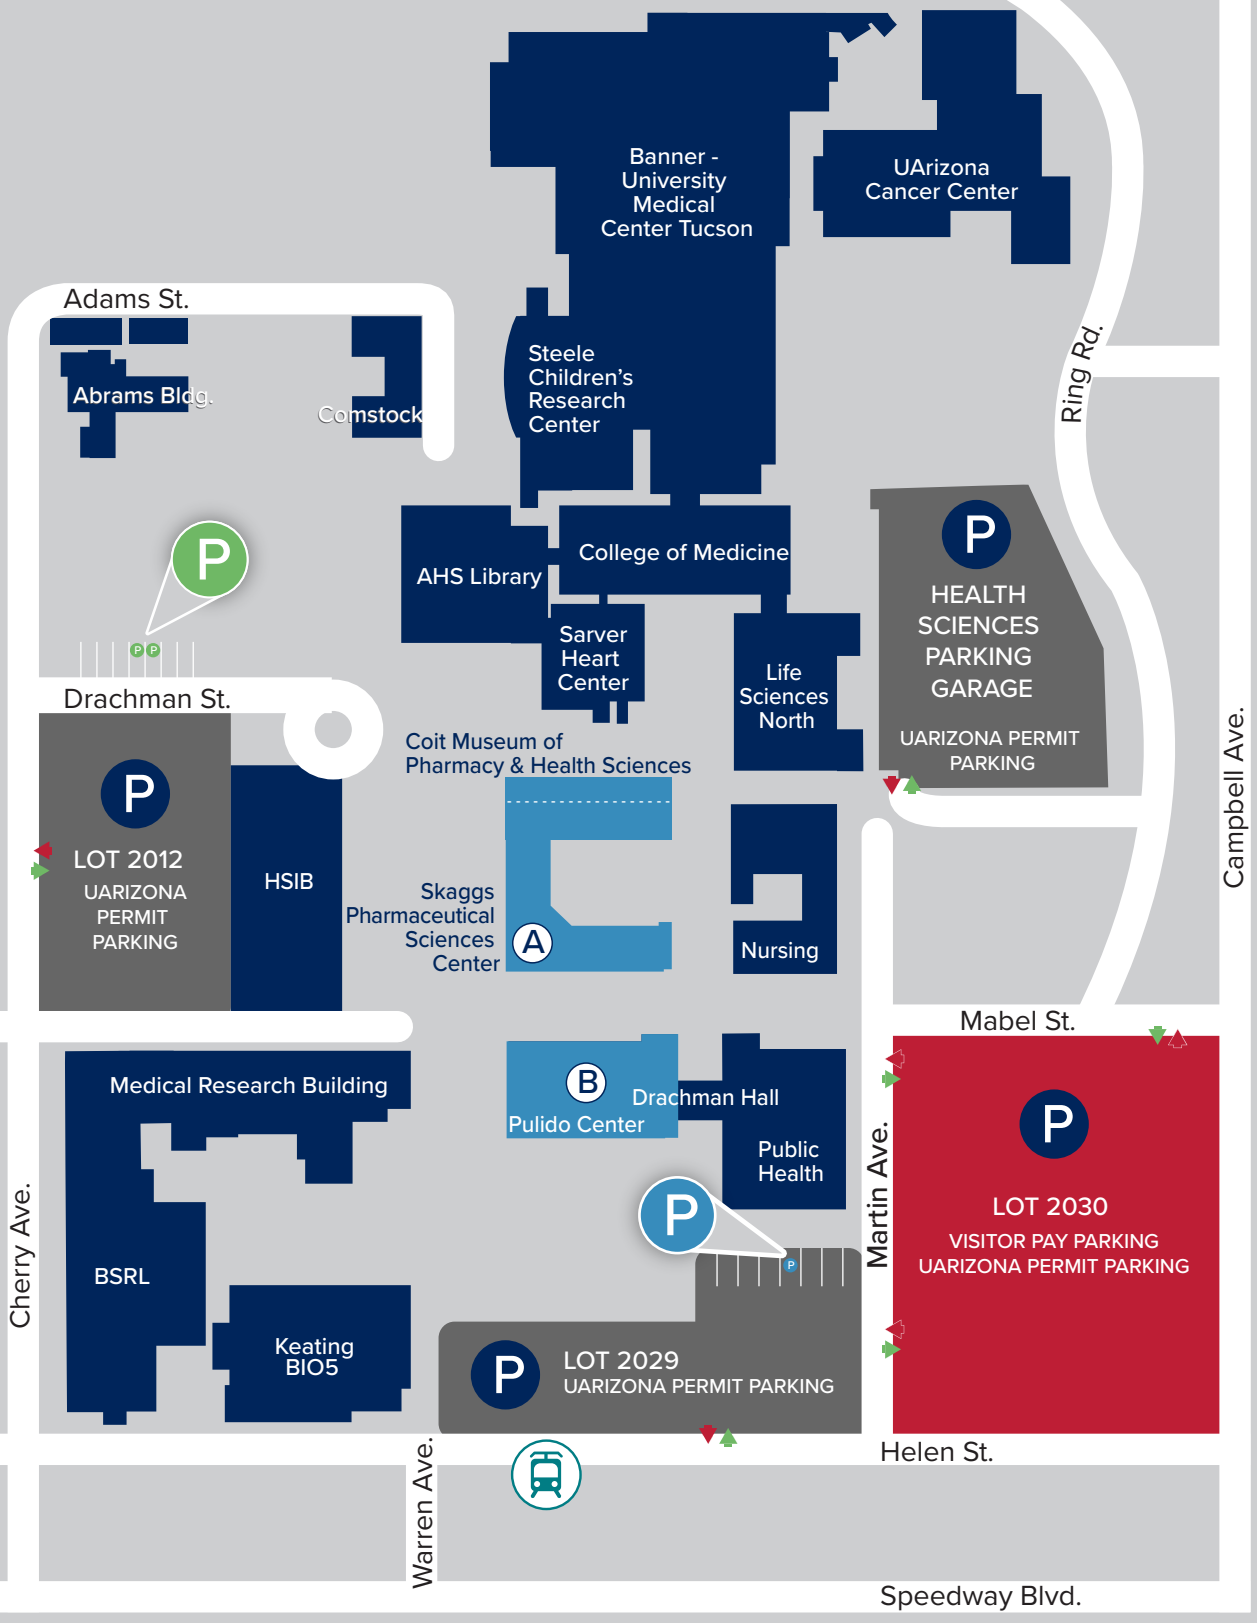 Banner -
University
Medical
Center Tucson
UArizona
Cancer Center
Adams St.
Abrams Bldg.
Comstock
Steele
Children's
Research
Center
Ring Rd.
P
AHS Library
College of Medicine
Sarver
Heart
Center
Life
Sciences
North
P
HEALTH
SCIENCES
PARKING
GARAGE
UARIZONA PERMIT
PARKING
P P
Drachman St.
Coit Museum of
Pharmacy & Health Sciences
Campbell Ave.
P
LOT 2012
UARIZONA
PERMIT
PARKING
HSIB
Skaggs
Pharmaceutical
Sciences
Center
A
Nursing
Mabel St.
Medical Research Building
B
Pulido Center
Drachman Hall
Public
Health
Martin Ave.
P
LOT 2030
VISITOR PAY PARKING
UARIZONA PERMIT PARKING
Cherry Ave.
BSRL
Keating
BIO5
P
P
P
LOT 2029
UARIZONA PERMIT PARKING
Helen St.
Warren Ave.
Speedway Blvd.